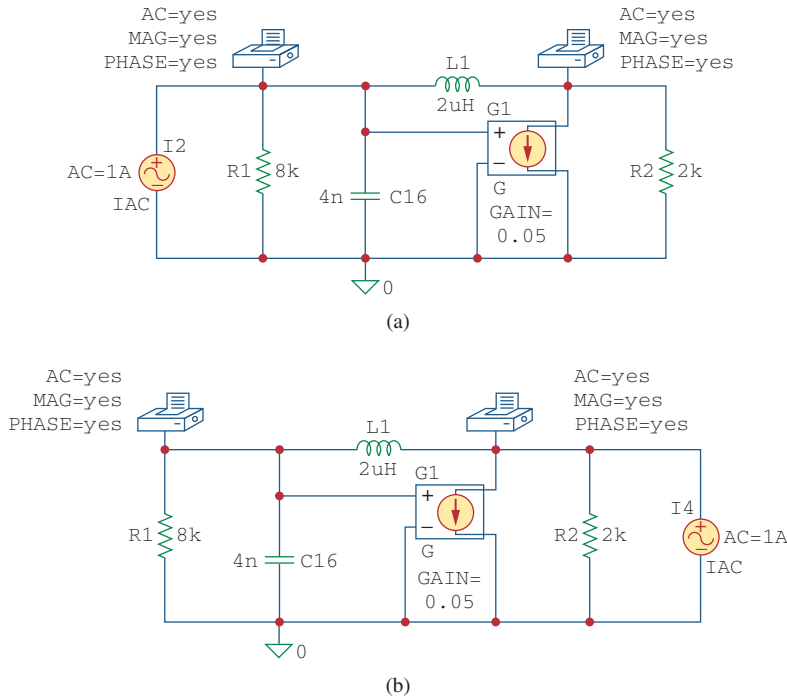 AC=yes
MAG=yes
PHASE=yes
AC=yes
MAG=yes
PHASE=yes
L1
2uH
G1
I2
+
AC=1A
−
IAC
R1
8k
4n
C16
+
−
G
GAIN=
0.05
R2
2k
0
(a)
AC=yes
MAG=yes
PHASE=yes
AC=yes
MAG=yes
PHASE=yes
L1
2uH
G1
R1
8k
4n
C16
+
−
G
GAIN=
0.05
R2
2k
I4
+
AC=1A
−
IAC
0
(b)